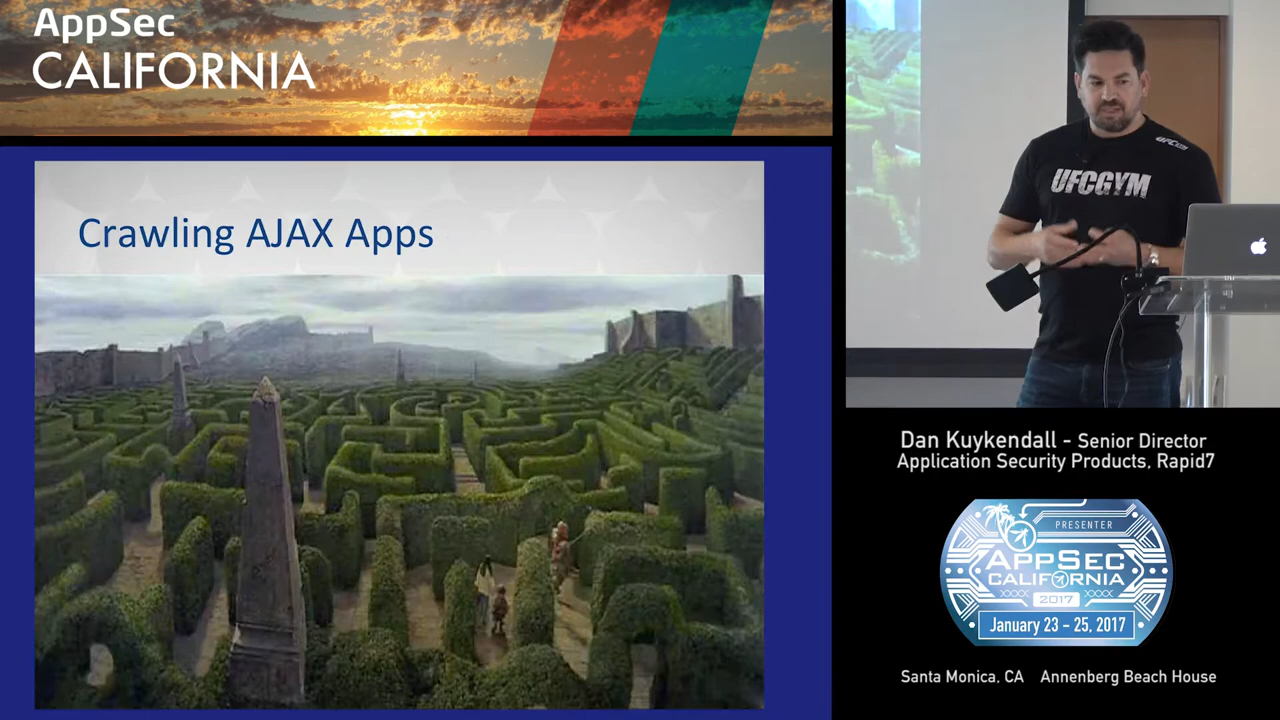 AppSec
CALIFORNIA
Crawling AJAX Apps
UFCGYM
Dan Kuykendall - Senior Director
Application Security Products, Rapid7
PRESENTER
APPSEC
CALIFORNIA
2017
January 23 - 25, 2017
Santa Monica, CA Annenberg Beach House